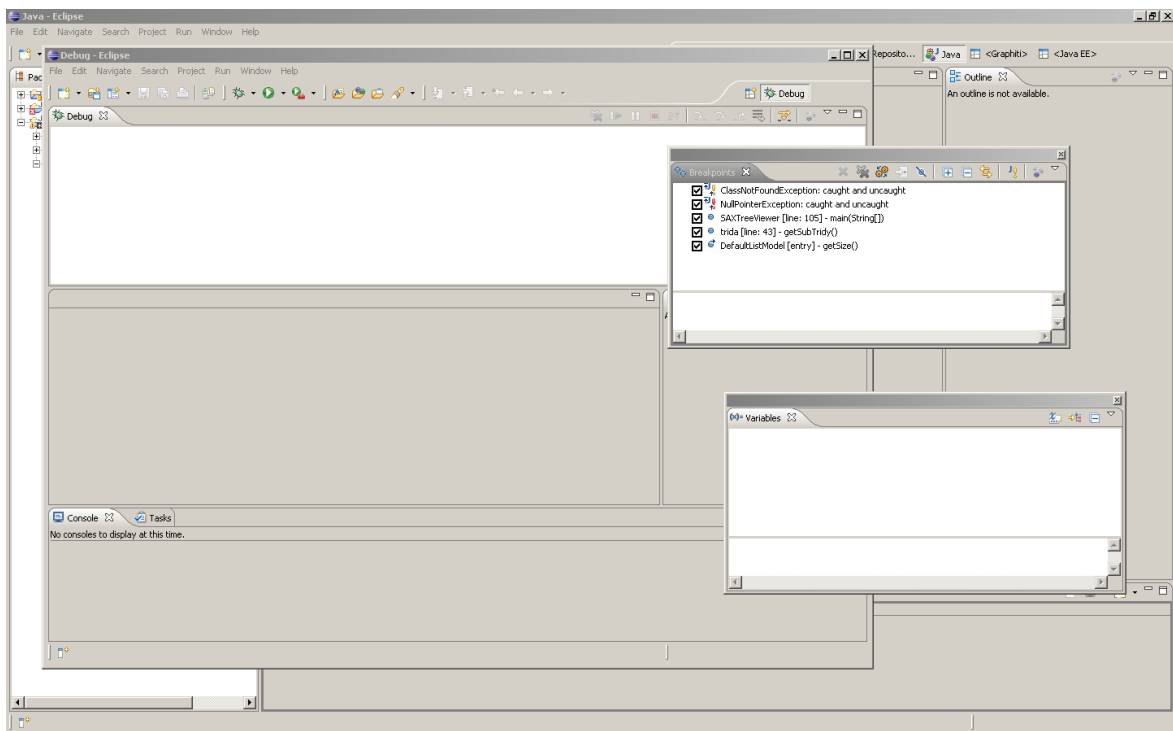 Java - Eclipse
File Edit Navigate Search Project Run Window Help
Debug - Eclipse
Java <Graphiti> <Java EE>
File Edit Navigate Search Project Run Window Help
Pac
Outline
An outline is not available.
Debug
Debug
Breakpoints
ClassNotFoundException: caught and uncaught
NullPointerException: caught and uncaught
SAXTreeViewer [line: 105] - main(String[])
trida [line: 43] - getSubTridy()
DefaultListModel [entry] - getSize()
(x)= Variables
Console Tasks
No consoles to display at this time.